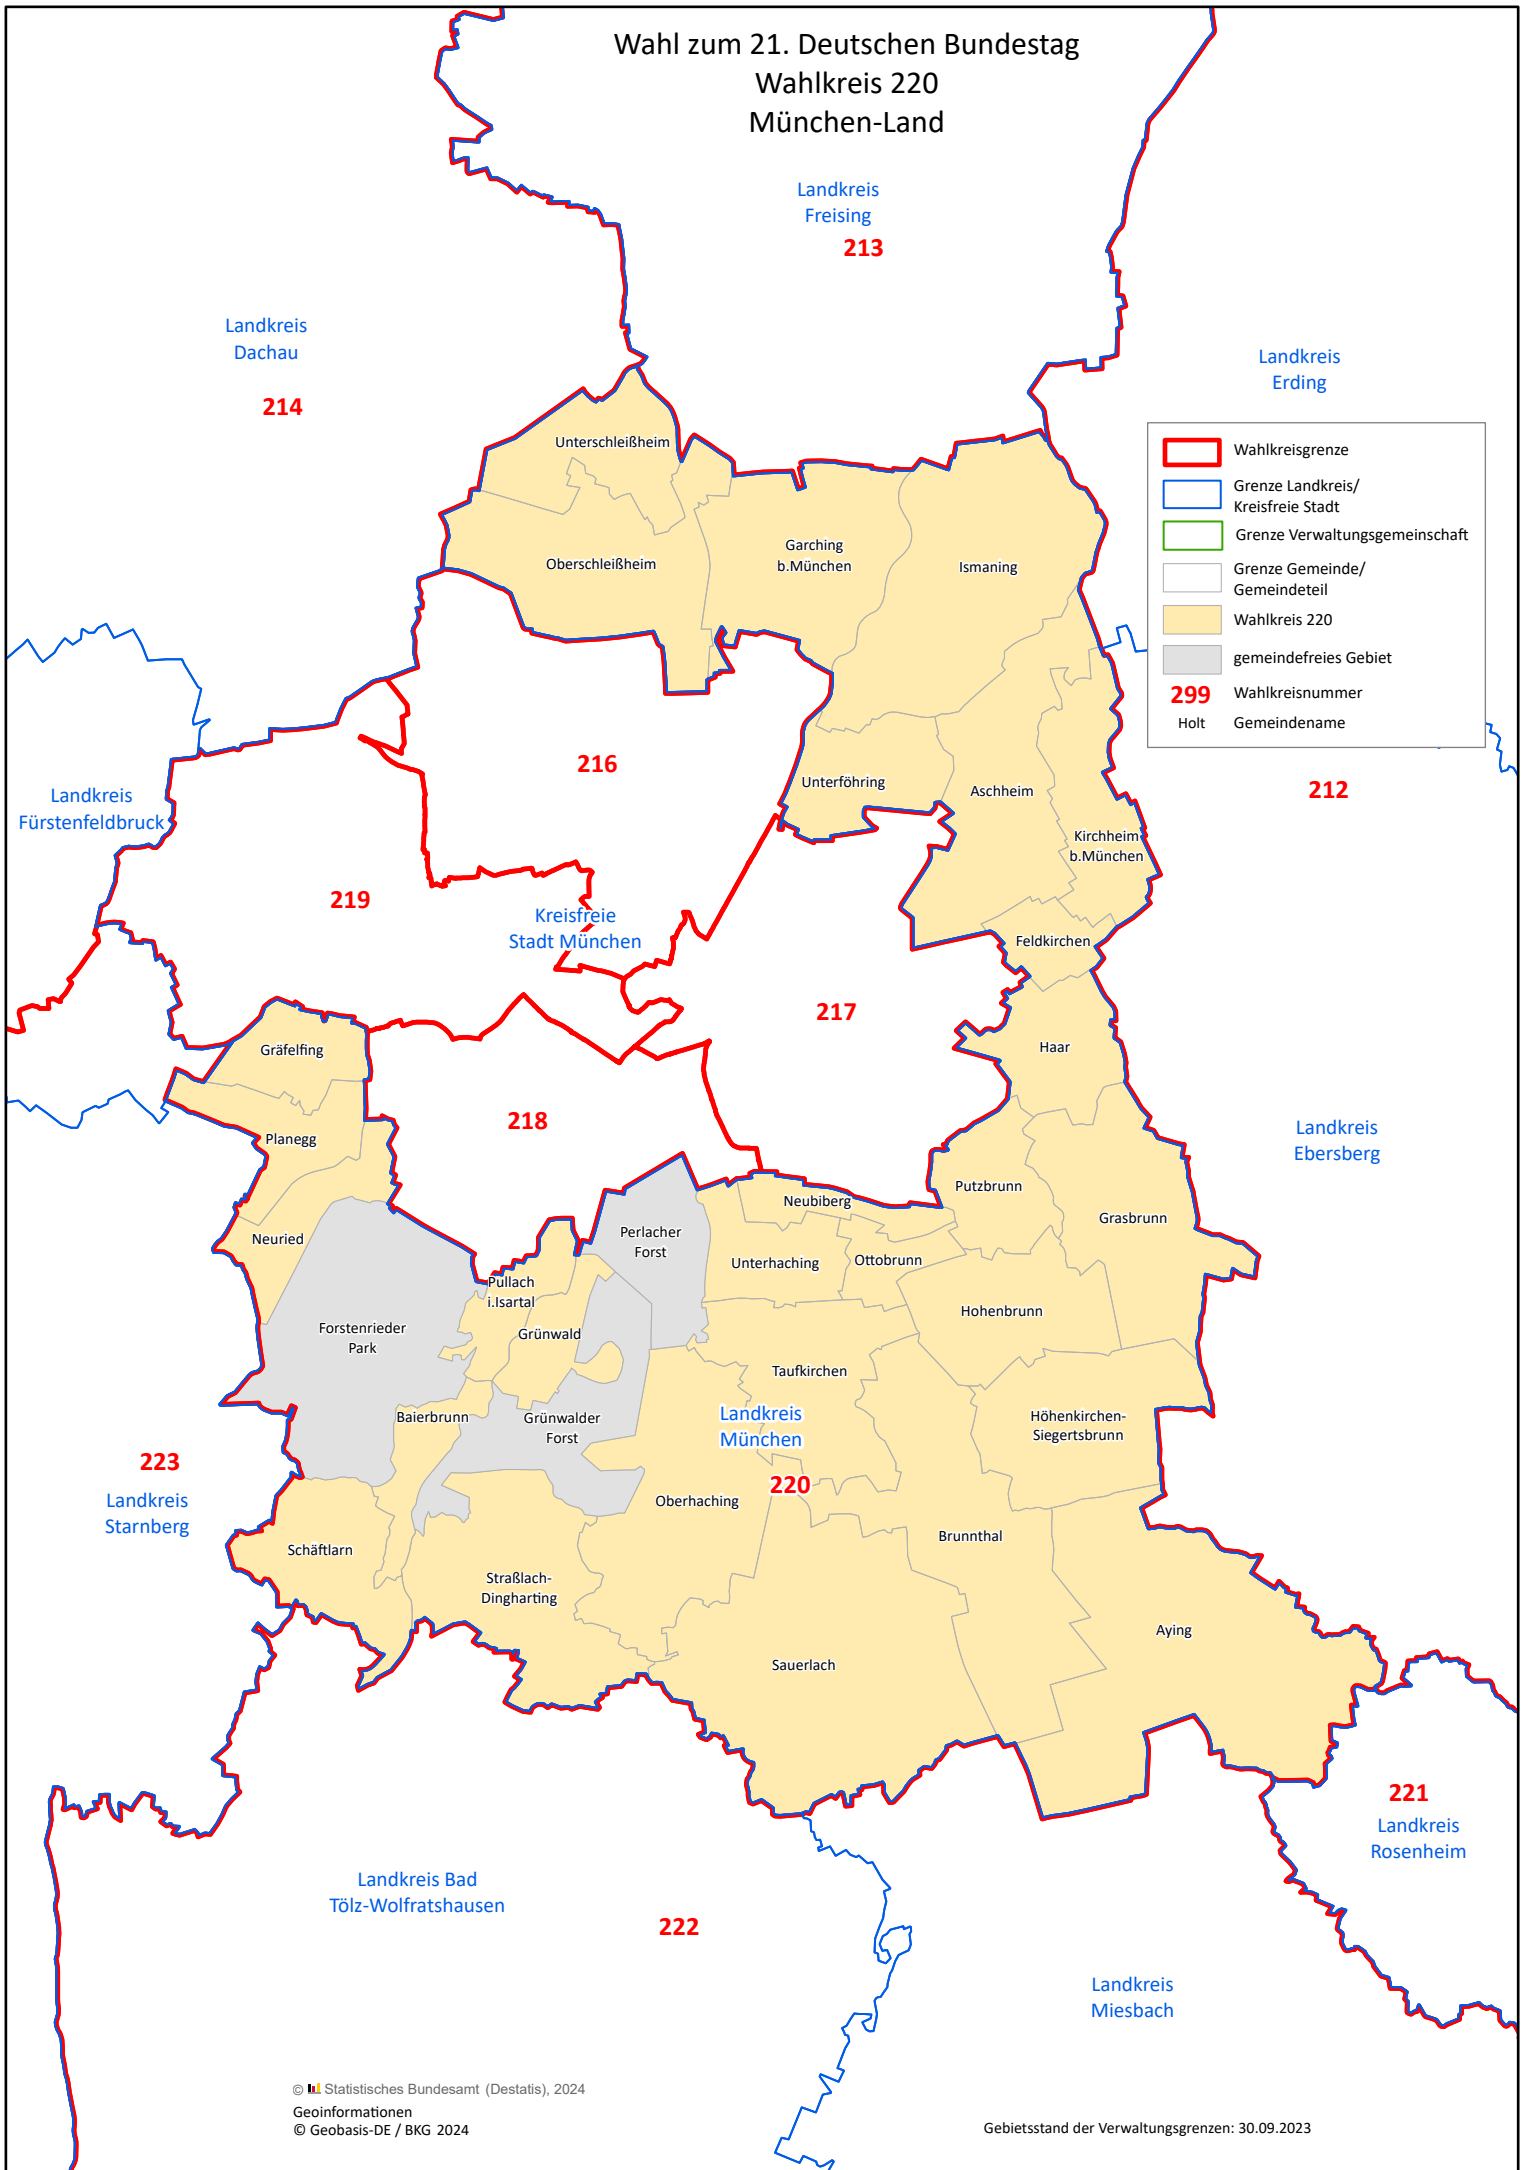 Wahl zum 21. Deutschen Bundestag
Wahlkreis 220
München-Land
Landkreis
Freising
213
Landkreis
Dachau
214
Landkreis
Erding
Wahlkreisgrenze
Grenze Landkreis/
Kreisfreie Stadt
Grenze Verwaltungsgemeinschaft
Grenze Gemeinde/
Gemeindeteil
Wahlkreis 220
gemeindefreies Gebiet
299 Wahlkreisnummer
Holt Gemeindename
Unterschleißheim
Oberschleißheim
Garching
b.München
Ismaning
216
Unterföhring
Aschheim
212
Landkreis
Fürstenfeldbruck
Kirchheim
b.München
219
Kreisfreie
Stadt München
Feldkirchen
217
Gräfelfing
Haar
218
Planegg
Landkreis
Ebersberg
Putzbrunn
Neubiberg
Grasbrunn
Neuried
Perlacher
Forst
Unterhaching
Ottobrunn
Pullach
i.Isartal
Hohenbrunn
Forstenrieder
Park
Grünwald
Taufkirchen
Baierbrunn
Grünwalder
Forst
Landkreis
München
Höhenkirchen-
Siegertsbrunn
223
Landkreis
Starnberg
220
Oberhaching
Brunnthal
Schäftlarn
Straßlach-
Dingharting
Aying
Sauerlach
221
Landkreis
Rosenheim
Landkreis Bad
Tölz-Wolfratshausen
222
Landkreis
Miesbach
© Statistisches Bundesamt (Destatis), 2024
Geoinformationen
© Geobasis-DE / BKG 2024
Gebietsstand der Verwaltungsgrenzen: 30.09.2023